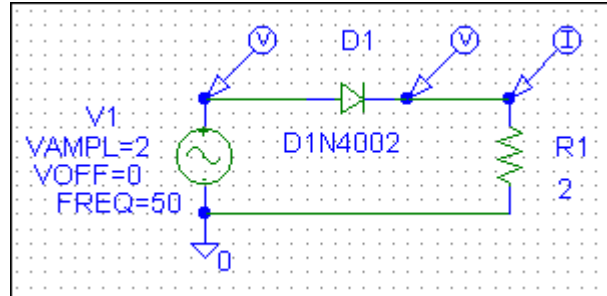 V
D1
V
I
V1
VAMPL=2
VOFF=0
FREQ=50
D1N4002
R1
2
0